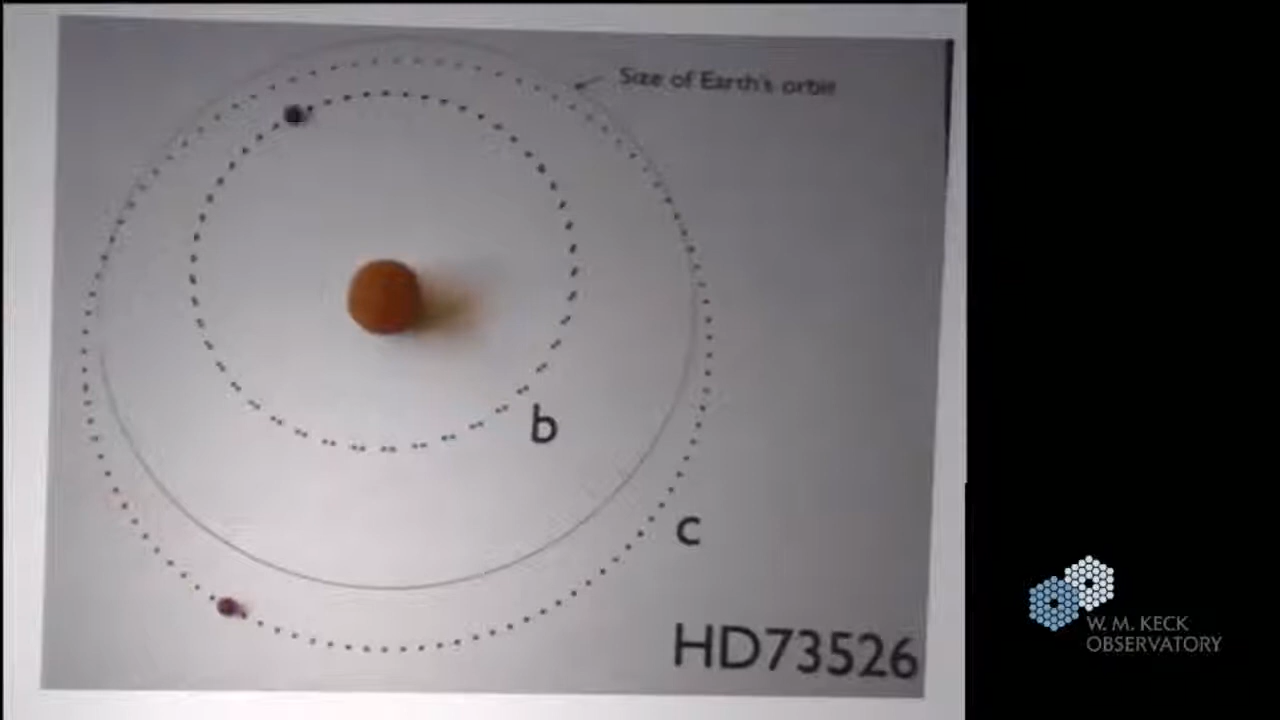 Size of Earth's orbit
b
c
HD73526
W. M. KECK
OBSERVATORY